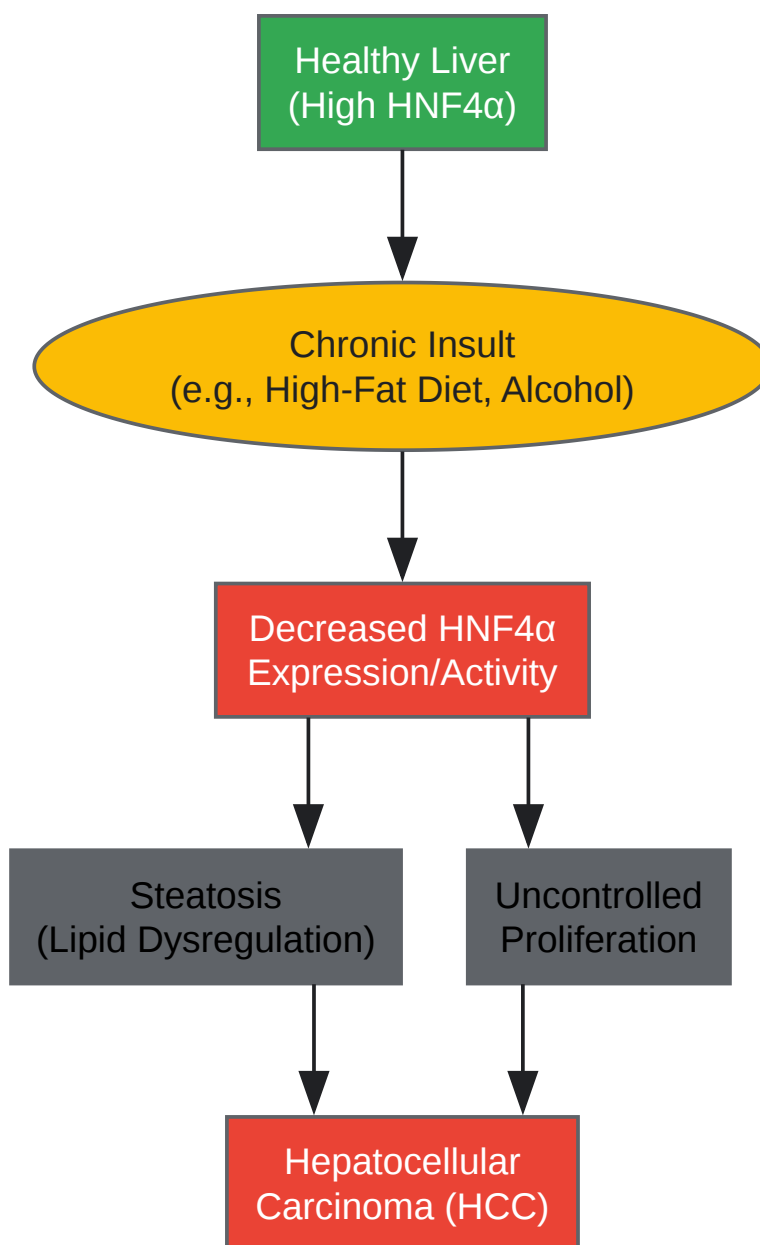 Healthy Liver
(High HNF4α)
Chronic Insult
(e.g., High-Fat Diet, Alcohol)
Decreased HNF4α
Expression/Activity
Steatosis
(Lipid Dysregulation)
Uncontrolled
Proliferation
Hepatocellular
Carcinoma (HCC)